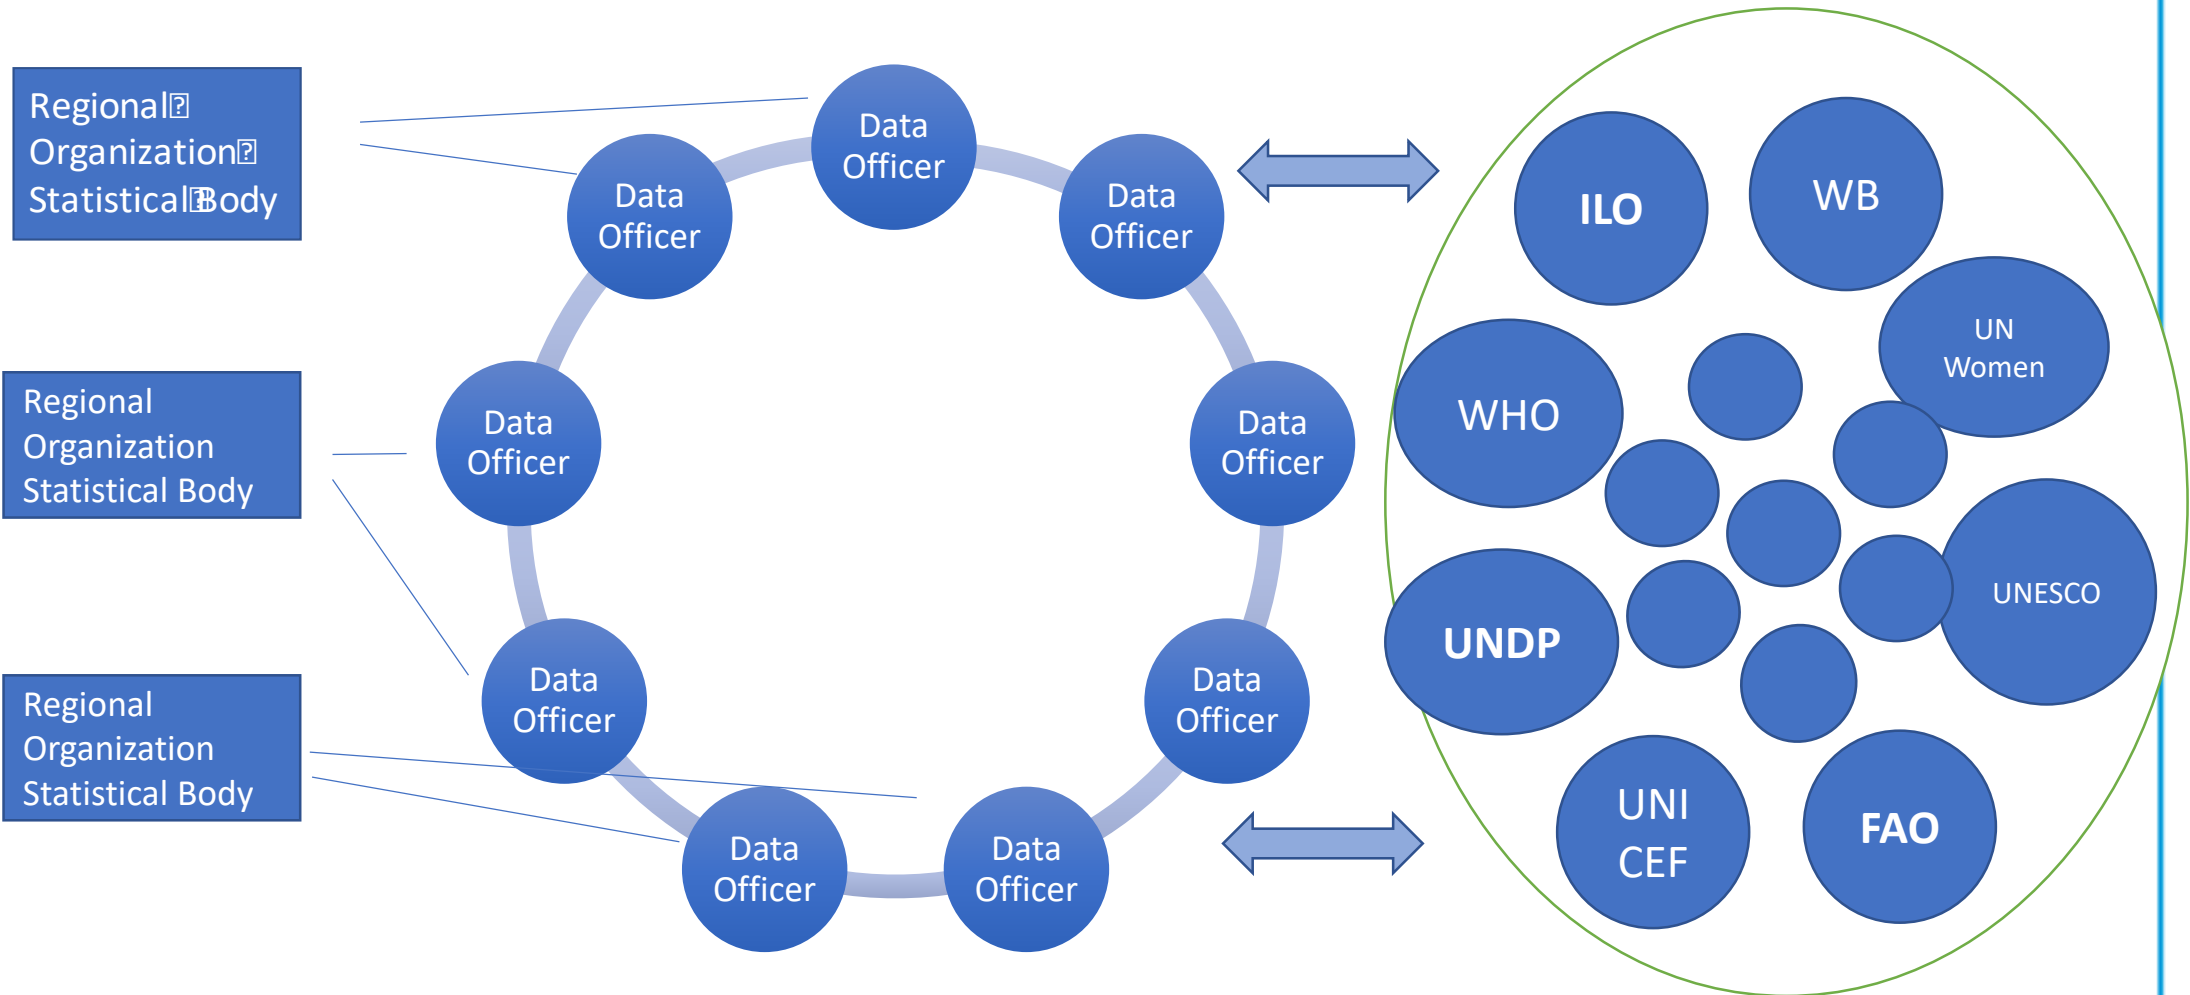 Regional
Organization
Statistical Body
Regional
Organization
Statistical Body
Regional
Organization
Statistical Body
Data
Officer
Data
Officer
Data
Officer
Data
Officer
Data
Officer
Data
Officer
Data
Officer
Data
Officer
Data
Officer
ILO
WB
UN
Women
WHO
UNESCO
UNDP
UNI
CEF
FAO